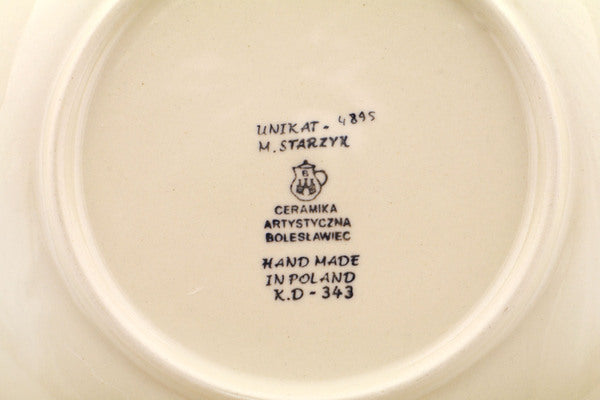 UNIKAT - 4895
M. STARZYK
B
CERAMIKA
ARTYSTYCZNA
BOLESŁAWIEC
HAND MADE
IN POLAND
K.D - 343